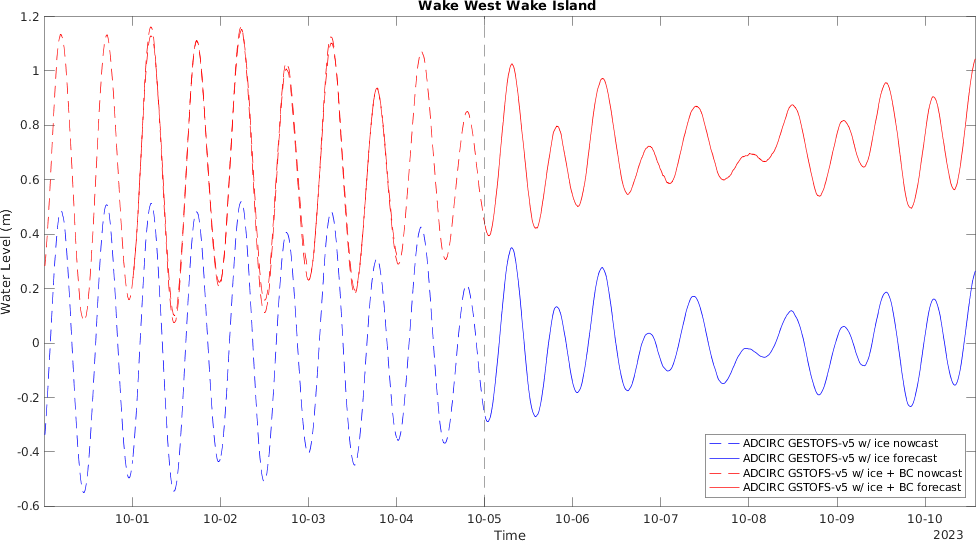 Wake West Wake Island
1.2
1
0.8
0.6
0.4
0.2
0
-0.2
-0.4
-0.6
Water Level (m)
ADCIRC GESTOFS-v5 w/ ice nowcast
ADCIRC GESTOFS-v5 w/ ice forecast
ADCIRC GSTOFS-v5 w/ ice + BC nowcast
ADCIRC GSTOFS-v5 w/ ice + BC forecast
10-01 10-02 10-03 10-04 10-05 10-06 10-07 10-08 10-09 10-10
Time
2023